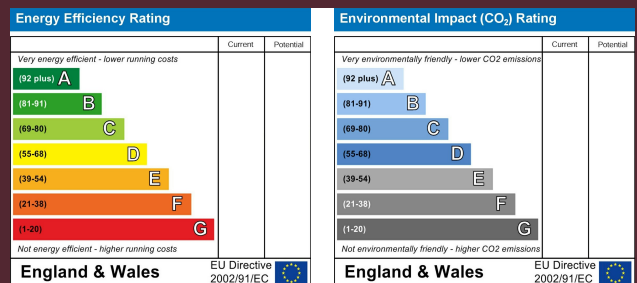 Energy Efficiency Rating
Current Potential
Very energy efficient - lower running costs
(92 plus) A
(81-91) B
(69-80) C
(55-68) D
(39-54) E
(21-38) F
(1-20) G
Not energy efficient - higher running costs
England & Wales
EU Directive
2002/91/EC
Environmental Impact (CO₂) Rating
Current Potential
Very environmentally friendly - lower CO2 emissions
(92 plus) A
(81-91) B
(69-80) C
(55-68) D
(39-54) E
(21-38) F
(1-20) G
Not environmentally friendly - higher CO2 emissions
England & Wales
EU Directive
2002/91/EC